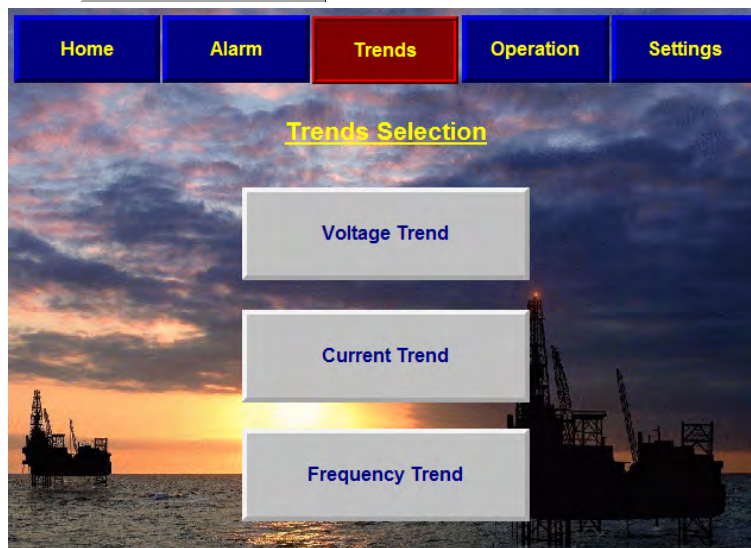 Home
Alarm
Trends
Operation
Settings
Trends Selection
Voltage Trend
Current Trend
Frequency Trend